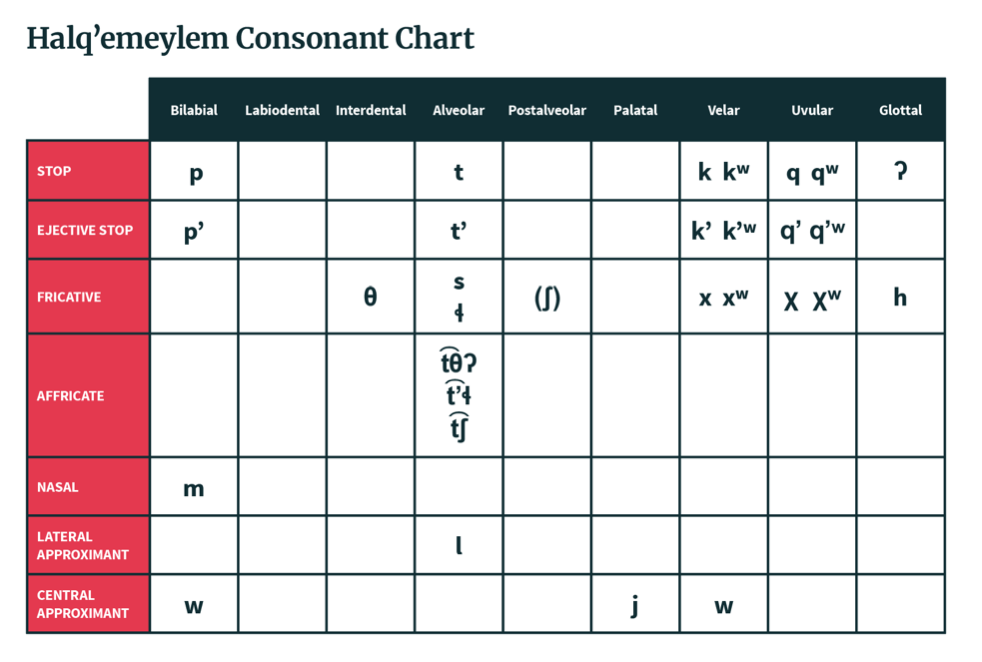 Halq’emeylem Consonant Chart
Bilabial Labiodental Interdental Alveolar Postalveolar Palatal Velar Uvular Glottal
STOP p t k kʷ q qʷ ʔ
EJECTIVE STOP p’ t’ k’ k’ʷ q’ q’ʷ
FRICATIVE θ s ɬ (ʃ) x xʷ χ χʷ h
AFFRICATE t͡θʔ t͡’ɬ t͡ʃ
NASAL m
LATERAL APPROXIMANT l
CENTRAL APPROXIMANT w j w